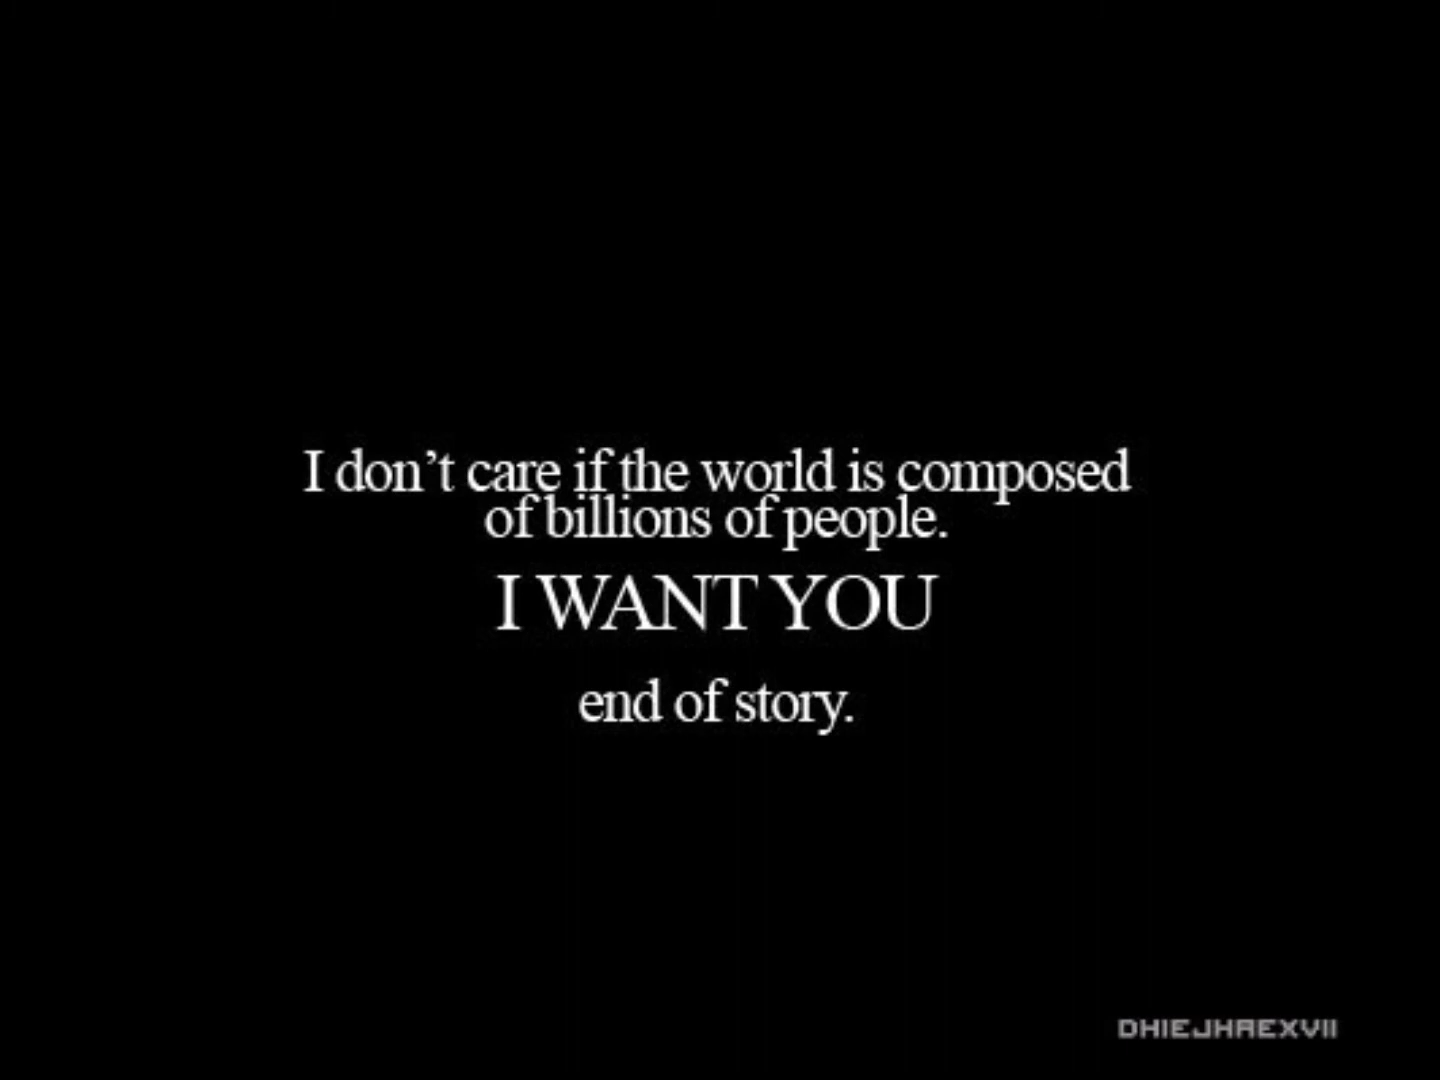 I don’t care if the world is composed
of billions of people.
I WANT YOU
end of story.
DHIEJHAEXVII